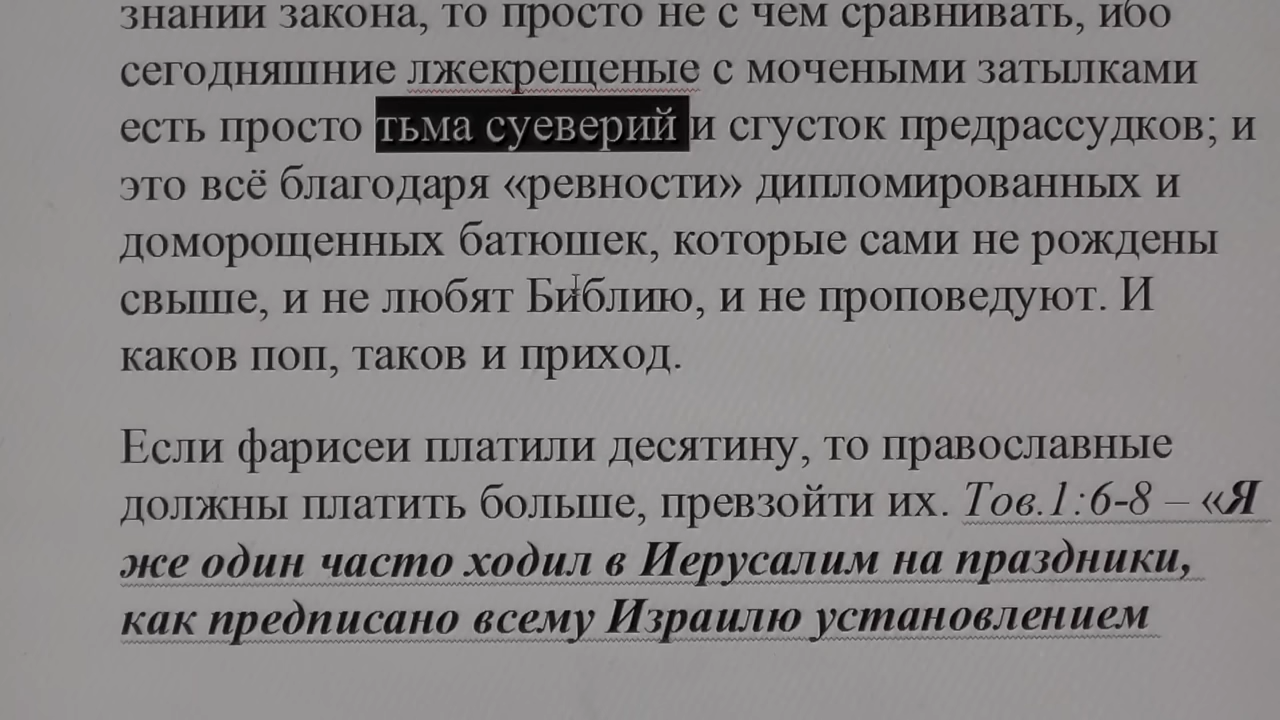 знании закона, то просто не с чем сравнивать, ибо
сегодняшние лжекрещеные с мочеными затылками
есть просто тьма суеверий и сгусток предрассудков; и
это всё благодаря «ревности» дипломированных и
доморощенных батюшек, которые сами не рождены
свыше, и не любят Библию, и не проповедуют. И
каков поп, таков и приход.
Если фарисеи платили десятину, то православные
должны платить больше, превзойти их. Тов.1:6-8 – «Я
же один часто ходил в Иерусалим на праздники,
как предписано всему Израилю установлением